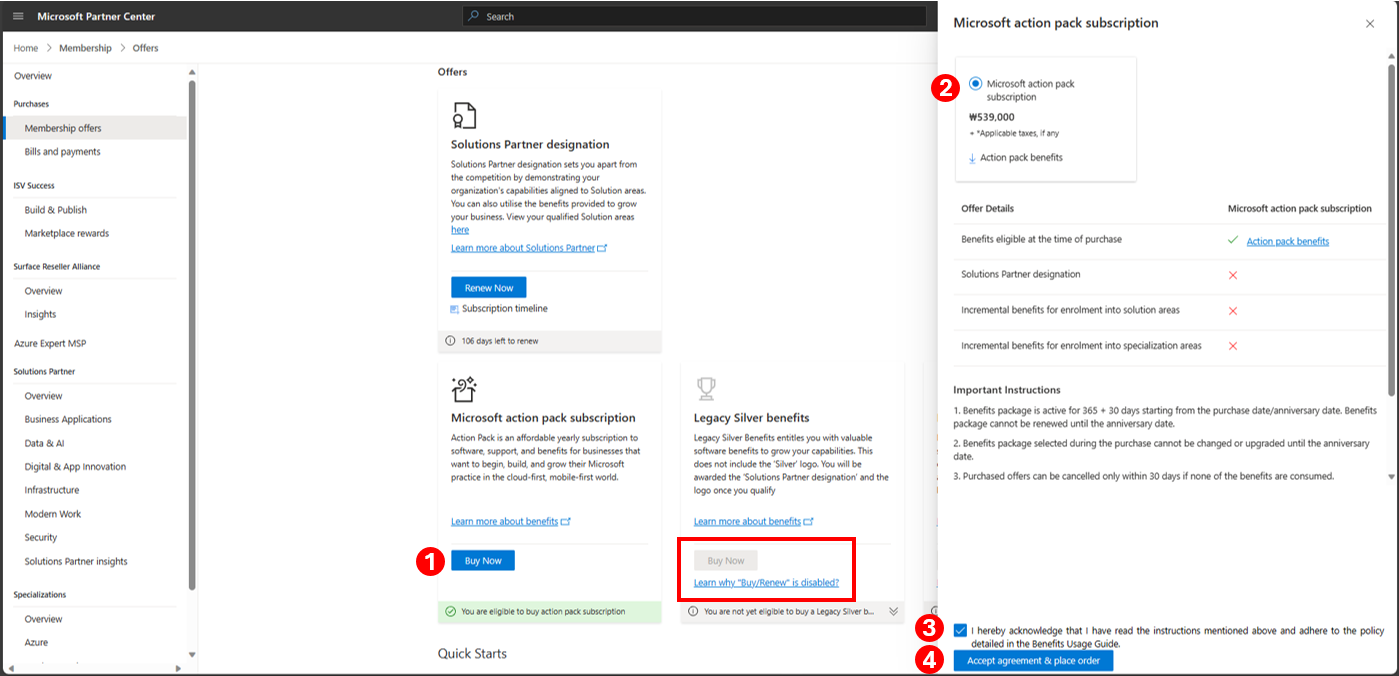 Microsoft Partner Center
Search
Home > Membership > Offers
Overview
Purchases
Membership offers
Bills and payments
ISV Success
Build & Publish
Marketplace rewards
Surface Reseller Alliance
Overview
Insights
Azure Expert MSP
Solutions Partner
Overview
Business Applications
Data & AI
Digital & App Innovation
Infrastructure
Modern Work
Security
Solutions Partner insights
Specializations
Overview
Azure
Offers
Solutions Partner designation
Solutions Partner designation sets you apart from
the competition by demonstrating your
organization's capabilities aligned to Solution areas.
You can also utilise the benefits provided to grow
your business. View your qualified Solution areas
here
Learn more about Solutions Partner
Renew Now
Subscription timeline
106 days left to renew
Microsoft action pack subscription
Action Pack is an affordable yearly subscription to
software, support, and benefits for businesses that
want to begin, build, and grow their Microsoft
practice in the cloud-first, mobile-first world.
Learn more about benefits
1
Buy Now
You are eligible to buy action pack subscription
Legacy Silver benefits
Legacy Silver Benefits entitles you with valuable
software benefits to grow your capabilities. This
does not include the 'Silver' logo. You will be
awarded the 'Solutions Partner designation' and the
logo once you qualify
Learn more about benefits
Buy Now
Learn why "Buy/Renew" is disabled?
You are not yet eligible to buy a Legacy Silver b...
Quick Starts
Microsoft action pack subscription
2
Microsoft action pack
subscription
₩539,000
+ *Applicable taxes, if any
Action pack benefits
Offer Details Microsoft action pack subscription
Benefits eligible at the time of purchase Action pack benefits
Solutions Partner designation
Incremental benefits for enrolment into solution areas
Incremental benefits for enrolment into specialization areas
Important Instructions
1. Benefits package is active for 365 + 30 days starting from the purchase date/anniversary date. Benefits
package cannot be renewed until the anniversary date.
2. Benefits package selected during the purchase cannot be changed or upgraded until the anniversary
date.
3. Purchased offers can be cancelled only within 30 days if none of the benefits are consumed.
3
I hereby acknowledge that I have read the instructions mentioned above and adhere to the policy
detailed in the Benefits Usage Guide.
4
Accept agreement & place order